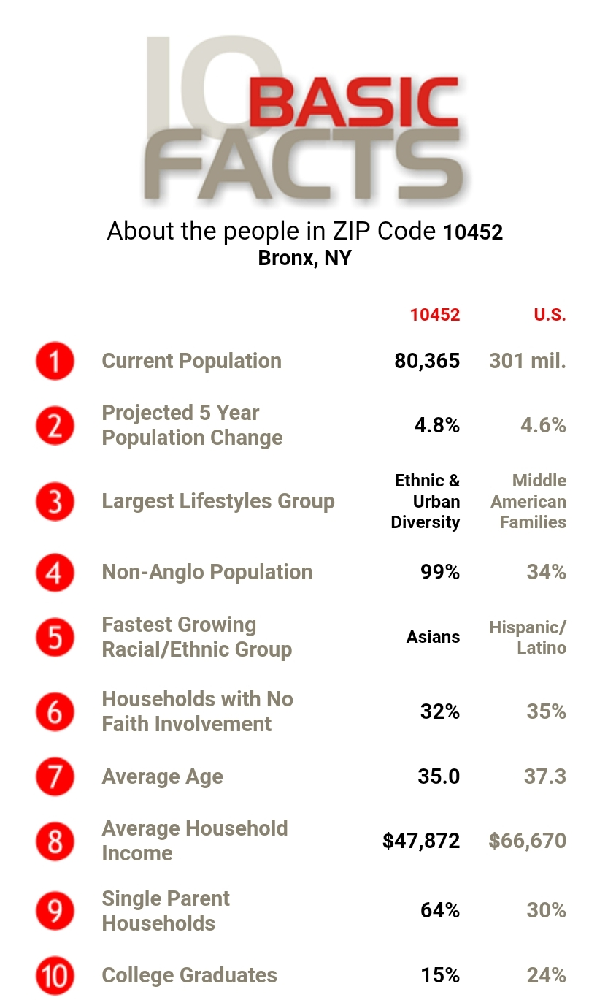 10 BASIC
FACTS
About the people in ZIP Code 10452
Bronx, NY
10452 U.S.
1 Current Population 80,365 301 mil.
2 Projected 5 Year
Population Change 4.8% 4.6%
3 Largest Lifestyles Group Ethnic &
Urban
Diversity Middle
American
Families
4 Non-Anglo Population 99% 34%
5 Fastest Growing
Racial/Ethnic Group Asians Hispanic/
Latino
6 Households with No
Faith Involvement 32% 35%
7 Average Age 35.0 37.3
8 Average Household
Income $47,872 $66,670
9 Single Parent
Households 64% 30%
10 College Graduates 15% 24%